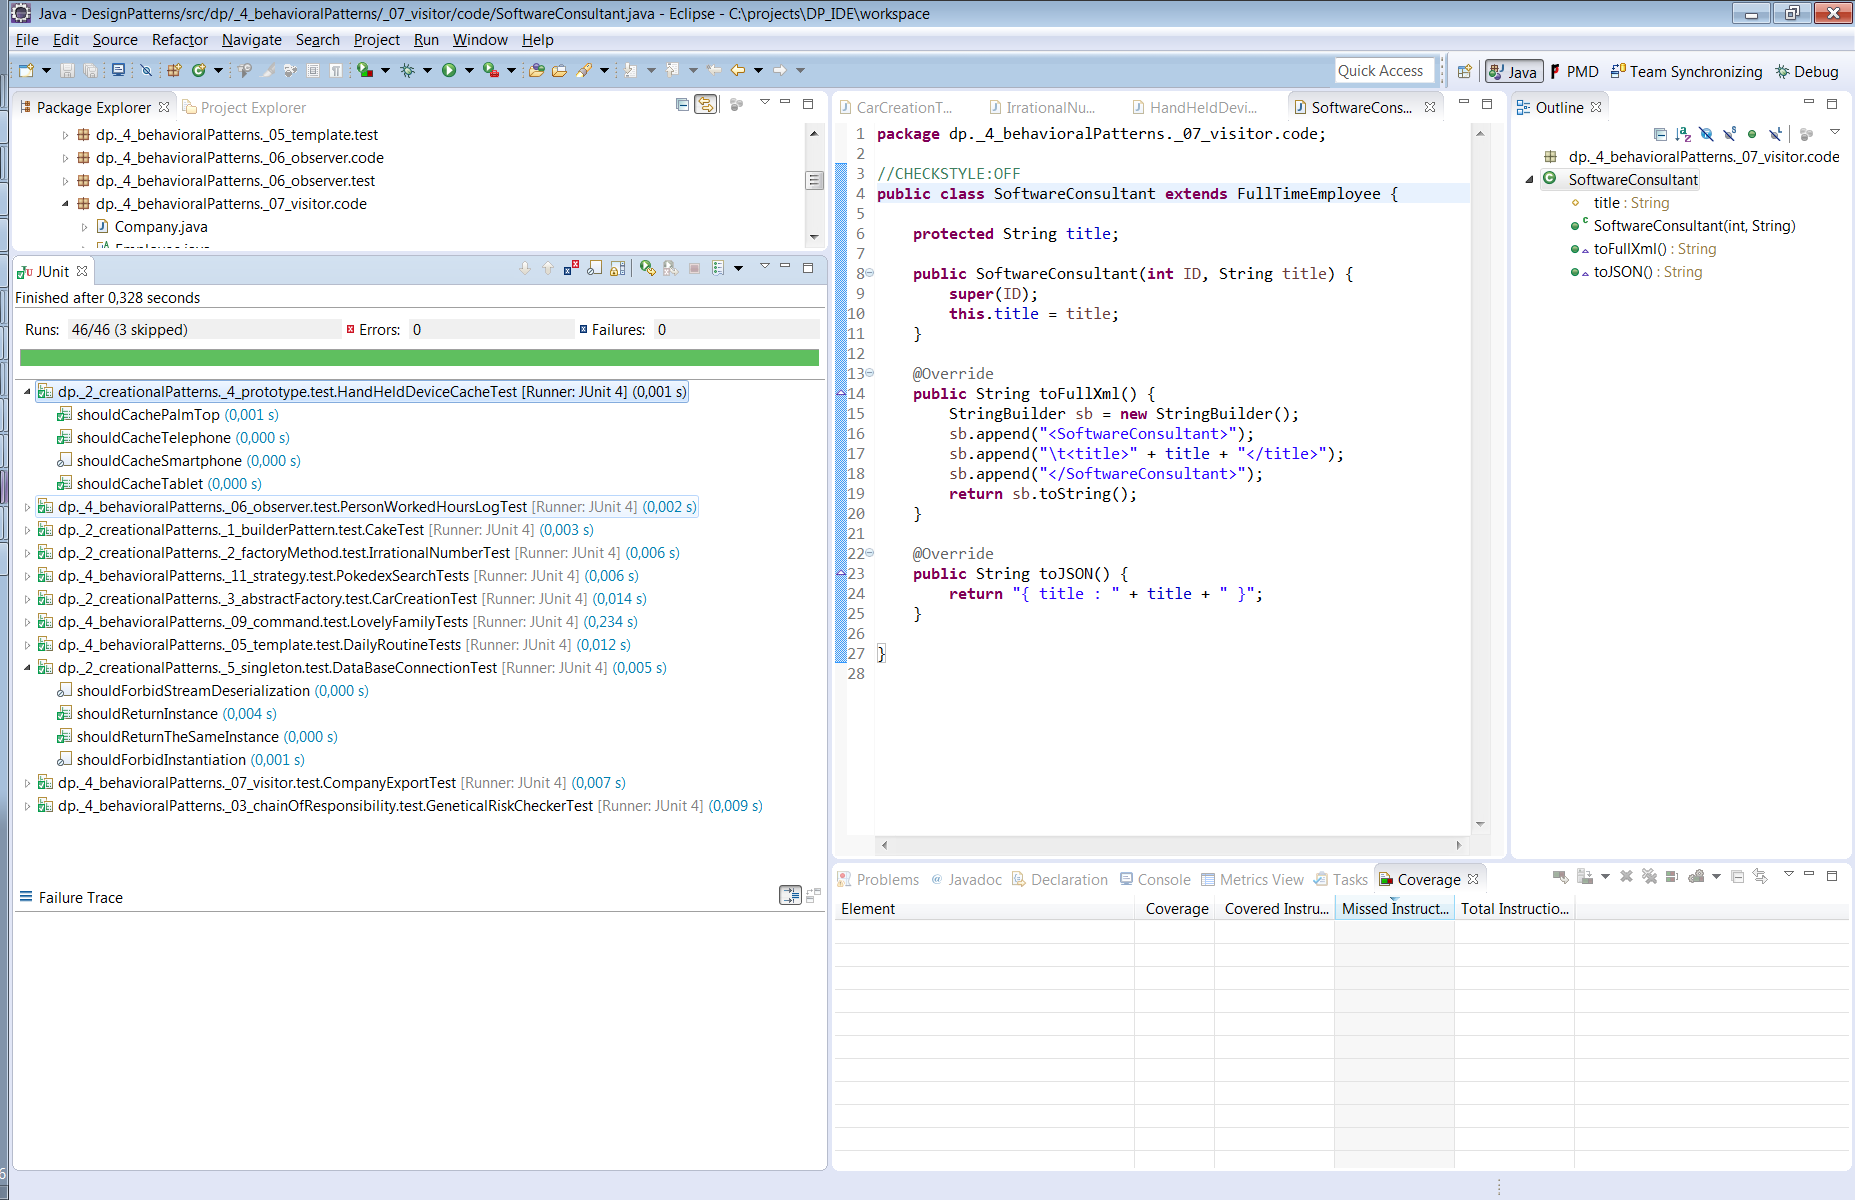 Java - DesignPatterns/src/dp/_4_behavioralPatterns/_07_visitor/code/SoftwareConsultant.java - Eclipse - C:\projects\DP_IDE\workspace
File Edit Source Refactor Navigate Search Project Run Window Help
Quick Access Java PMD Team Synchronizing Debug
Package Explorer Project Explorer
dp._4_behavioralPatterns._05_template.test
dp._4_behavioralPatterns._06_observer.code
dp._4_behavioralPatterns._06_observer.test
dp._4_behavioralPatterns._07_visitor.code
Company.java
JUnit
Finished after 0,328 seconds
Runs: 46/46 (3 skipped) Errors: 0 Failures: 0
dp._2_creationalPatterns._4_prototype.test.HandHeldDeviceCacheTest [Runner: JUnit 4] (0,001 s)
shouldCachePalmTop (0,001 s)
shouldCacheTelephone (0,000 s)
shouldCacheSmartphone (0,000 s)
shouldCacheTablet (0,000 s)
dp._4_behavioralPatterns._06_observer.test.PersonWorkedHoursLogTest [Runner: JUnit 4] (0,002 s)
dp._2_creationalPatterns._1_builderPattern.test.CakeTest [Runner: JUnit 4] (0,003 s)
dp._2_creationalPatterns._2_factoryMethod.test.IrrationalNumberTest [Runner: JUnit 4] (0,006 s)
dp._4_behavioralPatterns._11_strategy.test.PokedexSearchTests [Runner: JUnit 4] (0,006 s)
dp._2_creationalPatterns._3_abstractFactory.test.CarCreationTest [Runner: JUnit 4] (0,014 s)
dp._4_behavioralPatterns._09_command.test.LovelyFamilyTests [Runner: JUnit 4] (0,234 s)
dp._4_behavioralPatterns._05_template.test.DailyRoutineTests [Runner: JUnit 4] (0,012 s)
dp._2_creationalPatterns._5_singleton.test.DataBaseConnectionTest [Runner: JUnit 4] (0,005 s)
shouldForbidStreamDeserialization (0,000 s)
shouldReturnInstance (0,004 s)
shouldReturnTheSameInstance (0,000 s)
shouldForbidInstantiation (0,001 s)
dp._4_behavioralPatterns._07_visitor.test.CompanyExportTest [Runner: JUnit 4] (0,007 s)
dp._4_behavioralPatterns._03_chainOfResponsibility.test.GeneticalRiskCheckerTest [Runner: JUnit 4] (0,009 s)
Failure Trace
CarCreationT... IrrationalNu... HandHeldDevi... SoftwareCons...
1 package dp._4_behavioralPatterns._07_visitor.code;
2
3 //CHECKSTYLE:OFF
4 public class SoftwareConsultant extends FullTimeEmployee {
5
6 protected String title;
7
8 public SoftwareConsultant(int ID, String title) {
9 super(ID);
10 this.title = title;
11 }
12
13 @Override
14 public String toFullXml() {
15 StringBuilder sb = new StringBuilder();
16 sb.append("<SoftwareConsultant>");
17 sb.append("\t<title>" + title + "</title>");
18 sb.append("</SoftwareConsultant>");
19 return sb.toString();
20 }
21
22 @Override
23 public String toJSON() {
24 return "{ title : " + title + " }";
25 }
26
27 }
28
Outline
dp._4_behavioralPatterns._07_visitor.code
SoftwareConsultant
title : String
SoftwareConsultant(int, String)
toFullXml() : String
toJSON() : String
Problems Javadoc Declaration Console Metrics View Tasks Coverage
Element Coverage Covered Instru... Missed Instruct... Total Instructio...